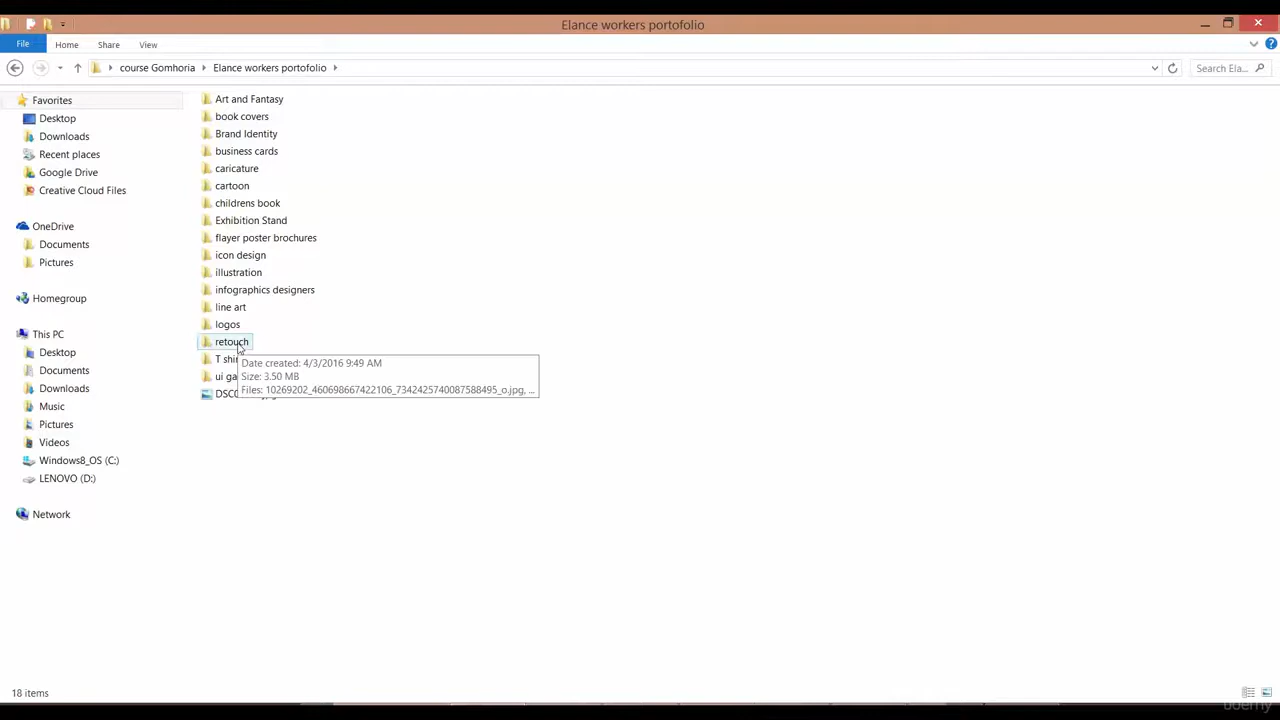 Elance workers portofolio
File
Home
Share
View
course Gomhoria
Elance workers portofolio
Search Ela...
Favorites
Desktop
Downloads
Recent places
Google Drive
Creative Cloud Files
OneDrive
Documents
Pictures
Homegroup
This PC
Desktop
Documents
Downloads
Music
Pictures
Videos
Windows8_OS (C:)
LENOVO (D:)
Network
Art and Fantasy
book covers
Brand Identity
business cards
caricature
cartoon
childrens book
Exhibition Stand
flayer poster brochures
icon design
illustration
infographics designers
line art
logos
retouch
T shi
ui ga
Date created: 4/3/2016 9:49 AM
Size: 3.50 MB
Files: 10269202_460698667422106_7342425740087588495_o.jpg, ...
18 items
udemy